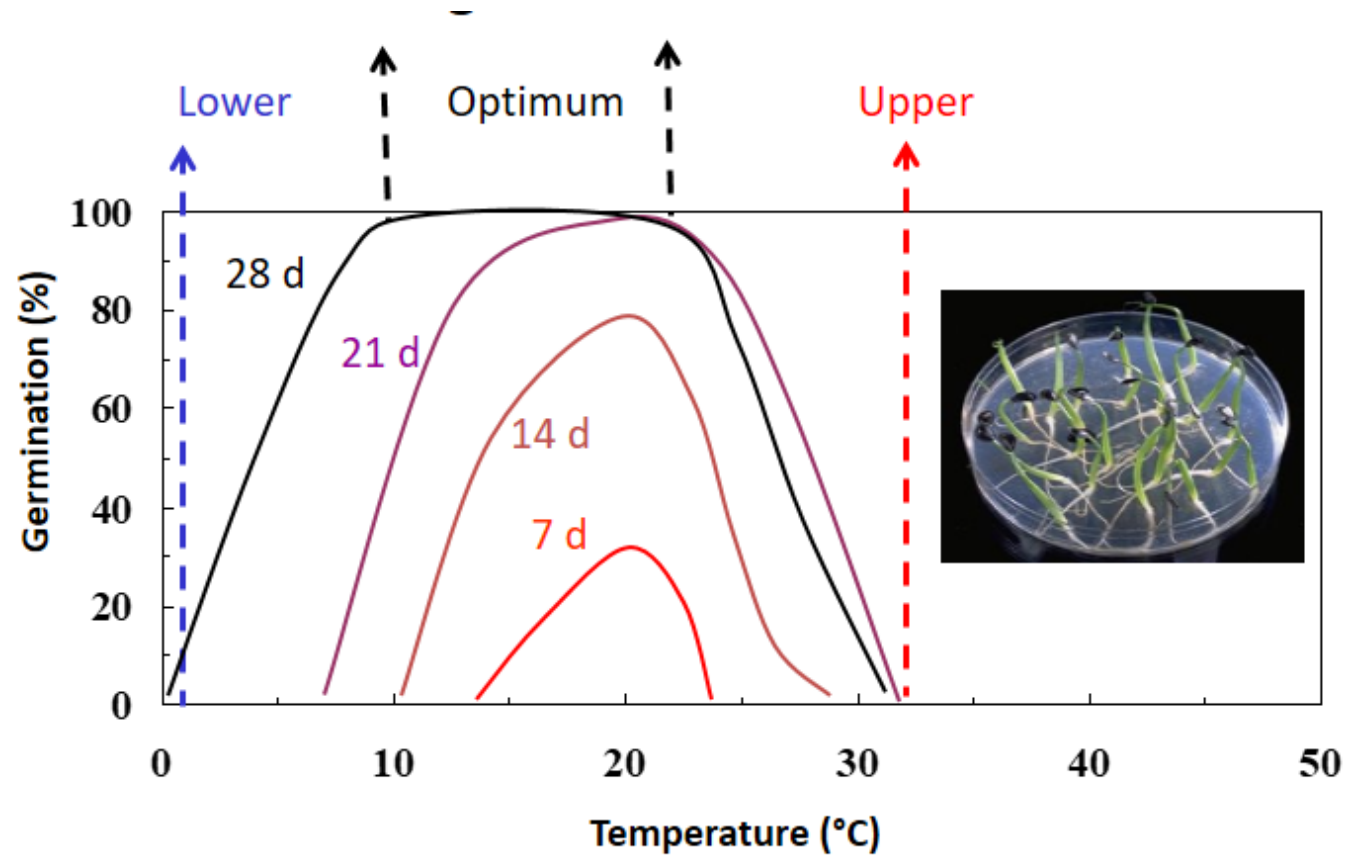 Lower Optimum Upper
100
28 d
80
21 d
60
14 d
40
7 d
20
0
Germination (%)
0 10 20 30 40 50
Temperature (°C)